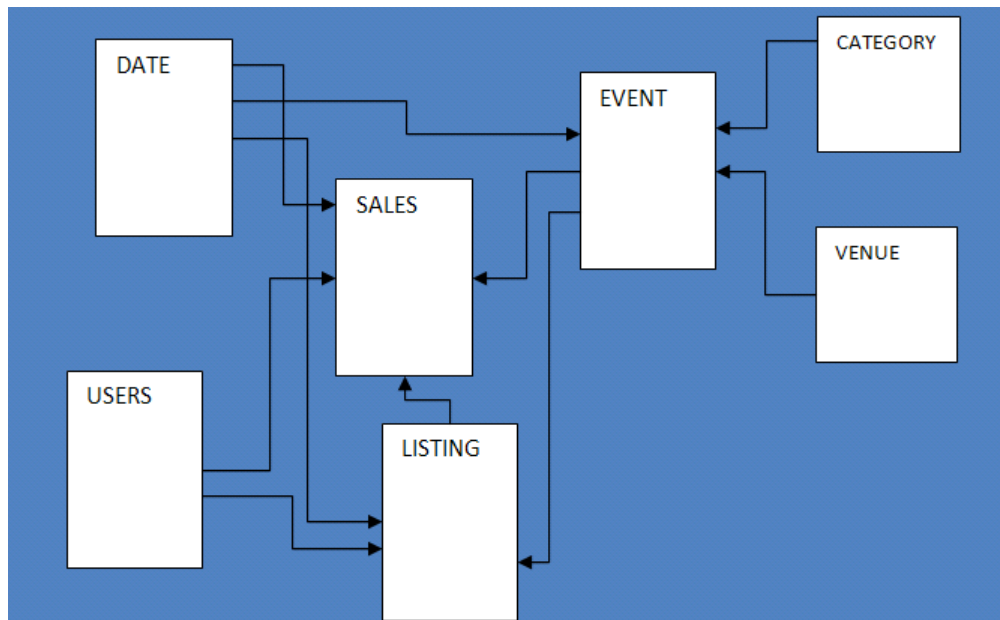 DATE
CATEGORY
EVENT
SALES
VENUE
USERS
LISTING